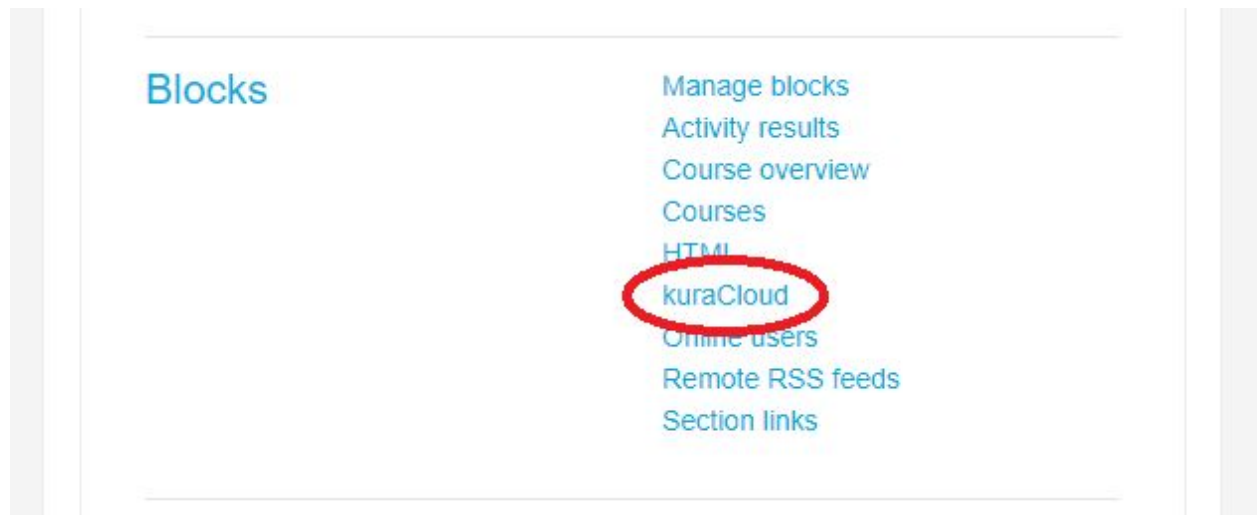 Blocks
Manage blocks
Activity results
Course overview
Courses
HTML
kuraCloud
Online users
Remote RSS feeds
Section links